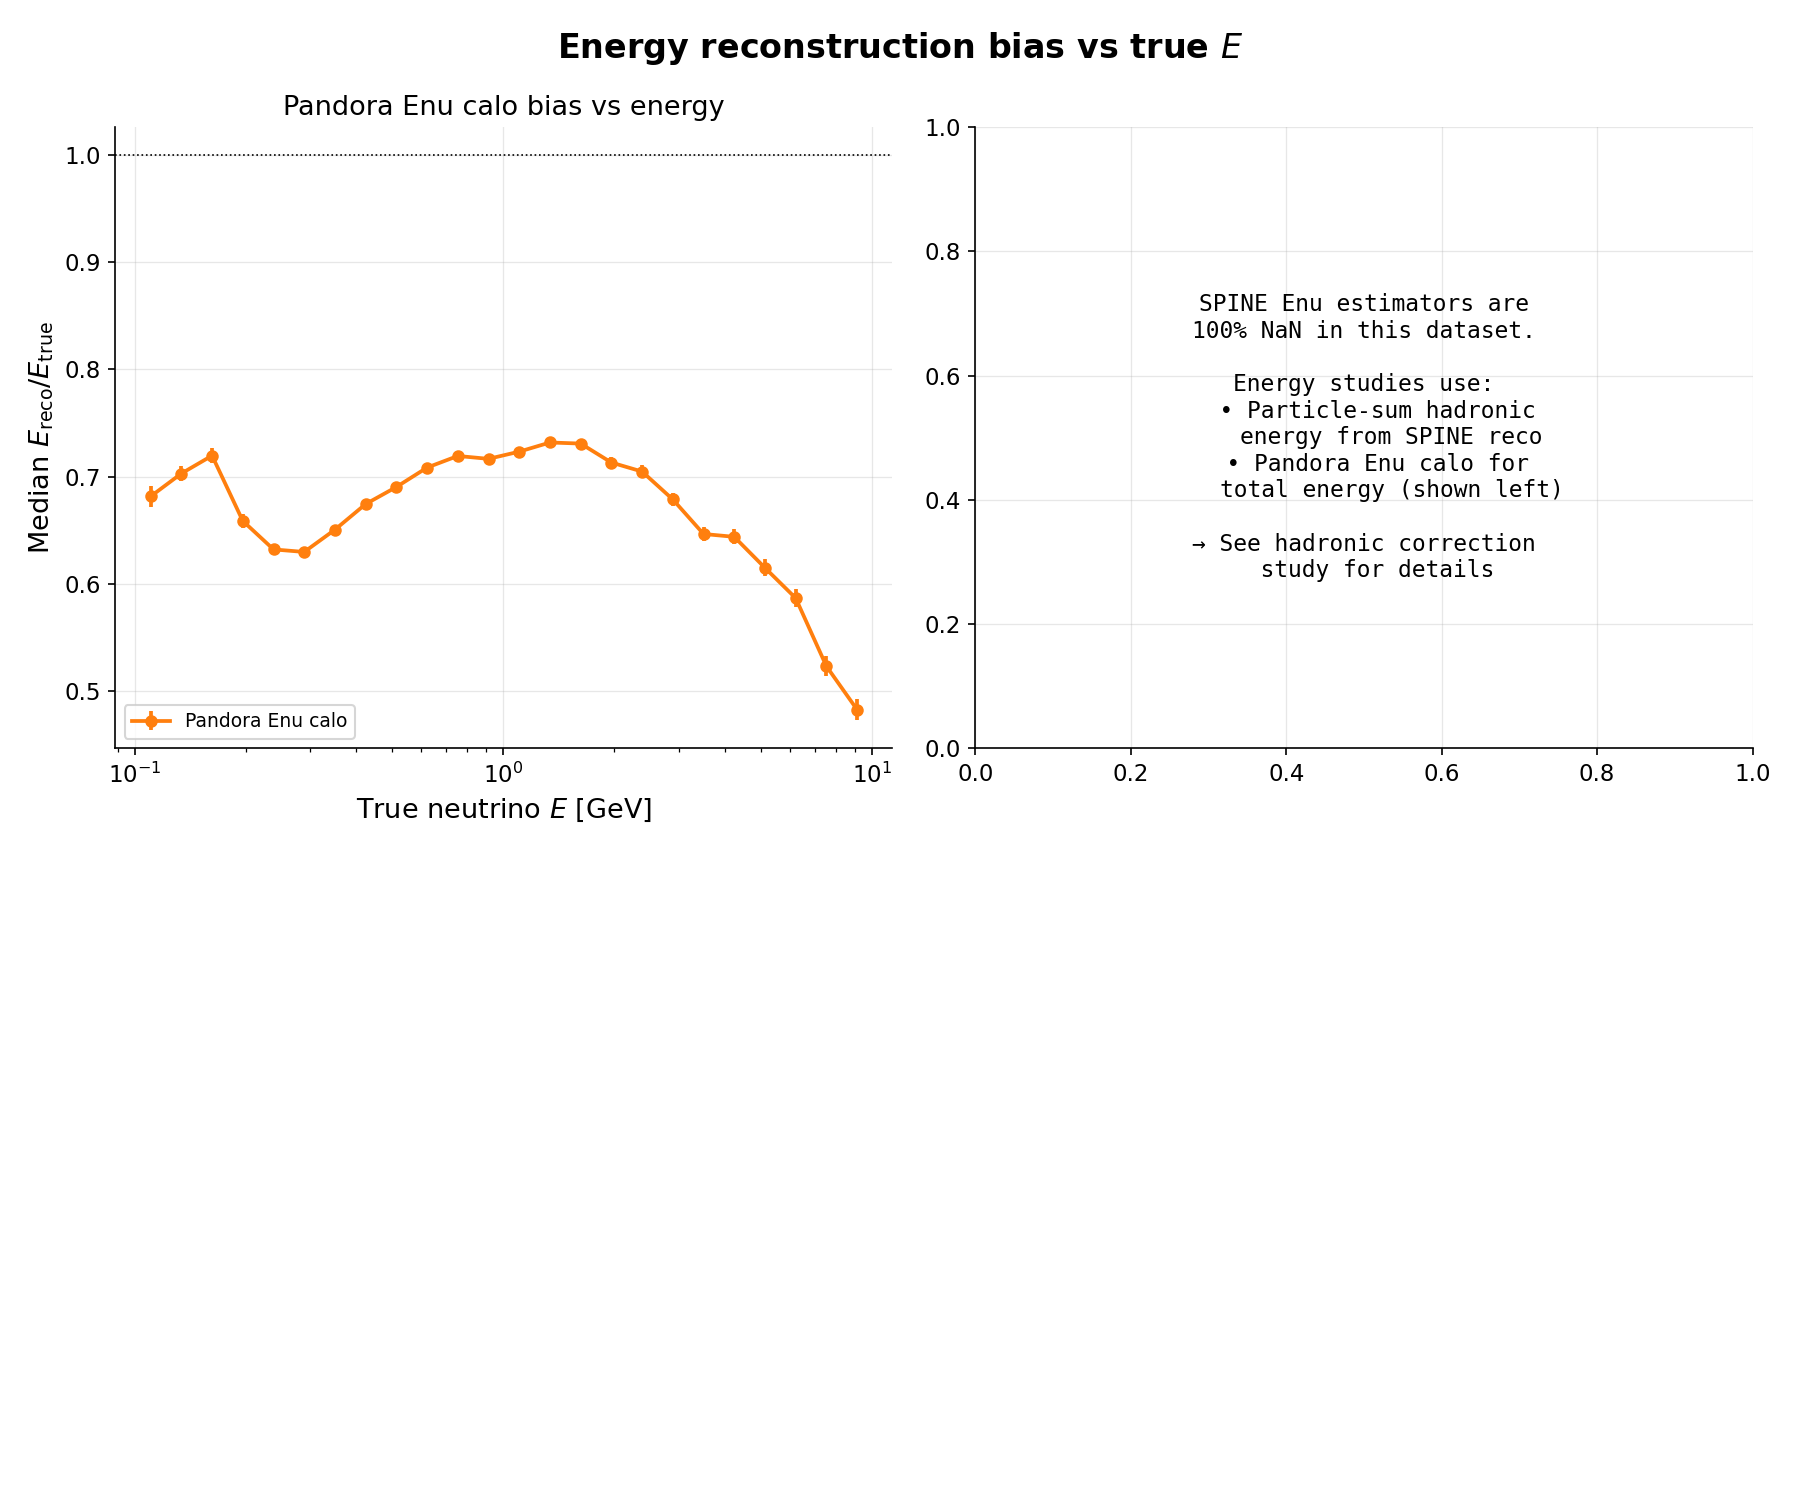 Energy reconstruction bias vs true E
Pandora Enu calo bias vs energy
Median E_reco/E_true
1.0
0.9
0.8
0.7
0.6
0.5
Pandora Enu calo
10⁻¹
10⁰
10¹
True neutrino E [GeV]
1.0
0.8
0.6
0.4
0.2
0.0
SPINE Enu estimators are
100% NaN in this dataset.
Energy studies use:
• Particle-sum hadronic
energy from SPINE reco
• Pandora Enu calo for
total energy (shown left)
→ See hadronic correction
study for details
0.0
0.2
0.4
0.6
0.8
1.0